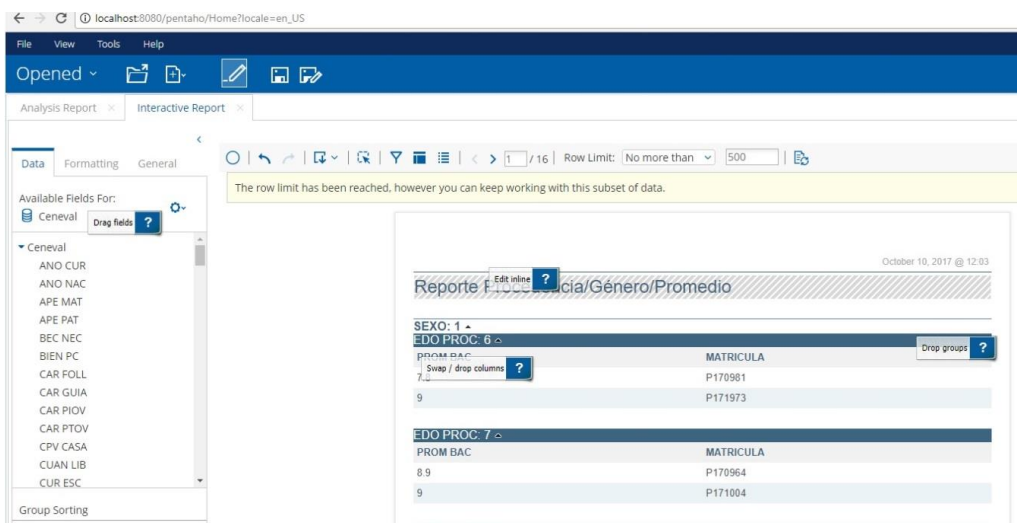 localhost:8080/pentaho/Home?locale=en_US
File View Tools Help
Opened
Analysis Report × Interactive Report ×
Data Formatting General
1 / 16 Row Limit: No more than 500
The row limit has been reached, however you can keep working with this subset of data.
Available Fields For:
Ceneval
Drag fields ?
Ceneval
ANO CUR
ANO NAC
APE MAT
APE PAT
BEC NEC
BIEN PC
CAR FOLL
CAR GUIA
CAR PIOV
CAR PTOV
CPV CASA
CUAN LIB
CUR ESC
Group Sorting
October 10, 2017 @ 12:03
Edit inline ?
Reporte /Género/Promedio
SEXO: 1
EDO PROC: 6
Drop groups ?
PROM BAC MATRICULA
Swap / drop columns ?
7.8 P170981
9 P171973
EDO PROC: 7
PROM BAC MATRICULA
8.9 P170964
9 P171004